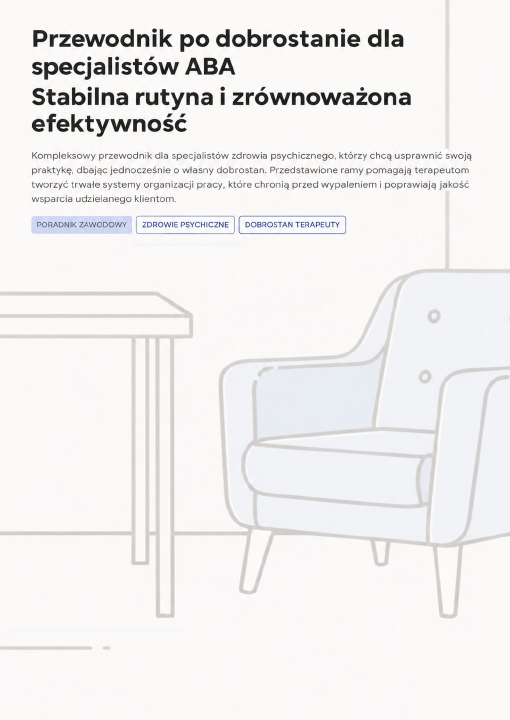 Przewodnik po dobrostanie dla
specjalistów ABA
Stabilna rutyna i zrównoważona
efektywność
Kompleksowy przewodnik dla specjalistów zdrowia psychicznego, którzy chcą usprawnić swoją
praktykę, dbając jednocześnie o własny dobrostan. Przedstawione ramy pomagają terapeutom
tworzyć trwałe systemy organizacji pracy, które chronią przed wypaleniem i poprawiają jakość
wsparcia udzielanego klientom.
PORADNIK ZAWODOWY ZDROWIE PSYCHICZNE DOBROSTAN TERAPEUTY